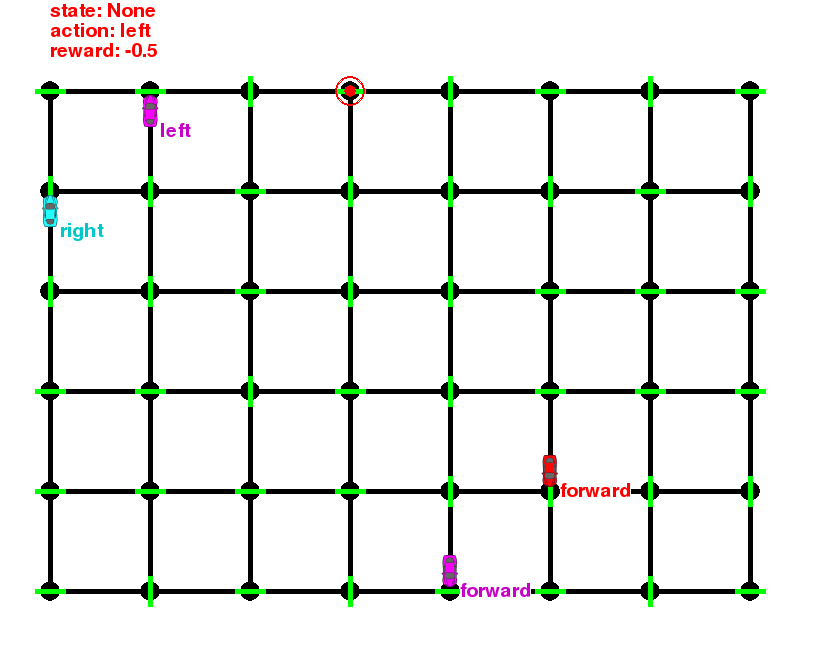 state: None
action: left
reward: -0.5
left
right
forward
forward